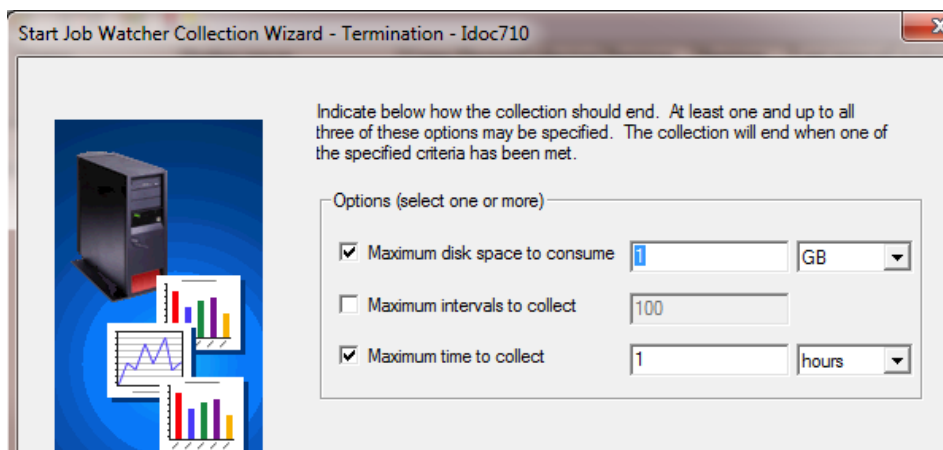 Start Job Watcher Collection Wizard - Termination - Idoc710
Indicate below how the collection should end. At least one and up to all
three of these options may be specified. The collection will end when one of
the specified criteria has been met.
Options (select one or more)
Maximum disk space to consume 1 GB
Maximum intervals to collect 100
Maximum time to collect 1 hours